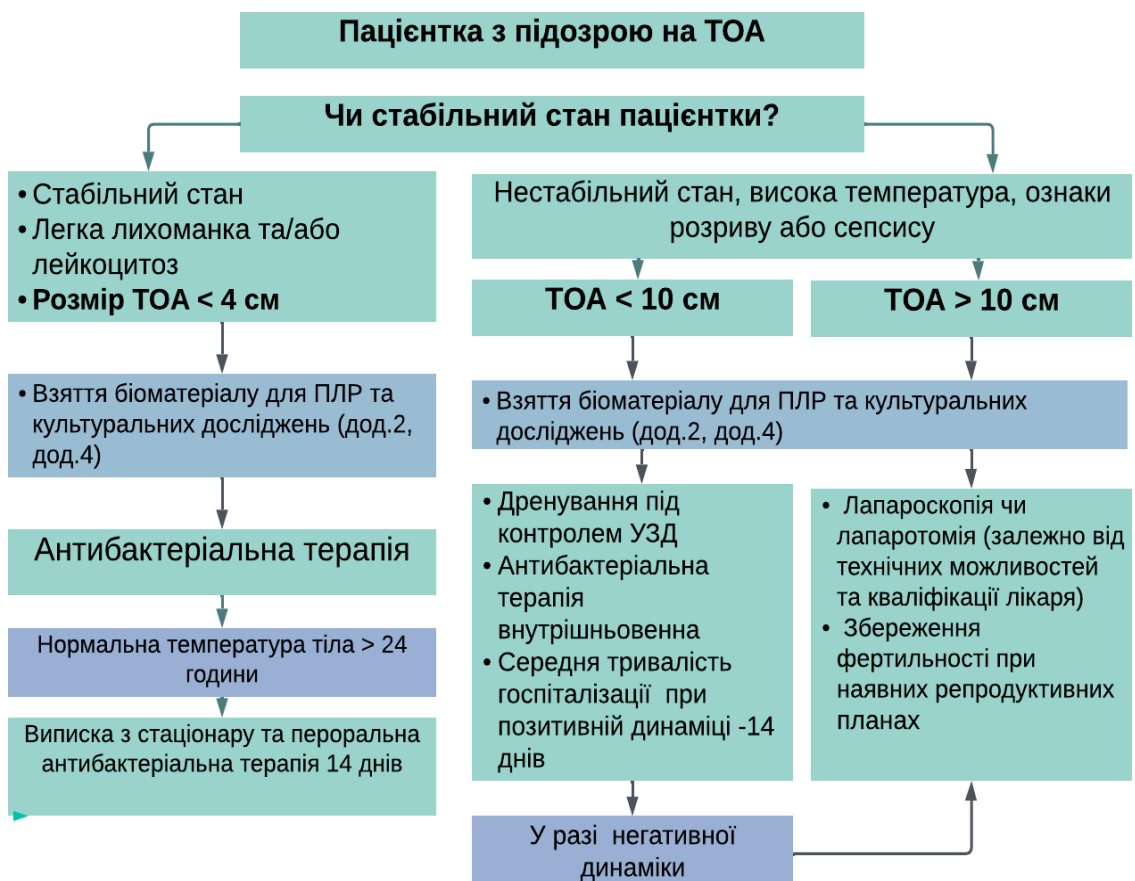 Пацієнтка з підозрою на ТОА
Чи стабільний стан пацієнтки?
• Стабільний стан
• Легка лихоманка та/або
лейкоцитоз
• Розмір ТОА < 4 см
Взяття біоматеріалу для ПЛР та
культуральних досліджень (дод.2,
дод.4)
Антибактеріальна терапія
Нормальна температура тіла > 24
години
Виписка з стаціонару та пероральна
антибактеріальна терапія 14 днів
Нестабільний стан, висока температура, ознаки
розриву або сепсису
ТОА < 10 см
ТОА > 10 см
• Взяття біоматеріалу для ПЛР та культуральних
досліджень (дод.2, дод.4)
• Дренування під
контролем УЗД
• Антибактеріальна
терапія
внутрішньовенна
• Середня тривалість
госпіталізації при
позитивній динаміці -14
днів
• Лапароскопія чи
лапаротомія (залежно від
технічних можливостей
та кваліфікації лікаря)
• Збереження
фертильності при
наявних репродуктивних
планах
У разі негативної
динаміки